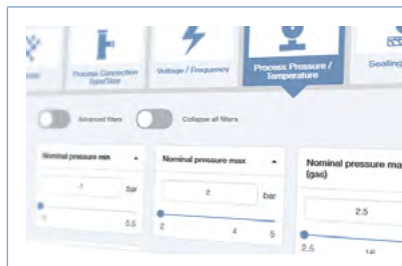 Process Connection
Type/Size
Voltage / Frequency
Process Pressure /
Temperature
Sealing
Advanced filters
Collapse all filters
Nominal pressure min
-1
bar
-1
0.5
Nominal pressure max
2
bar
2
4
5
Nominal pressure ma
(gas)
2.5
2.5
16